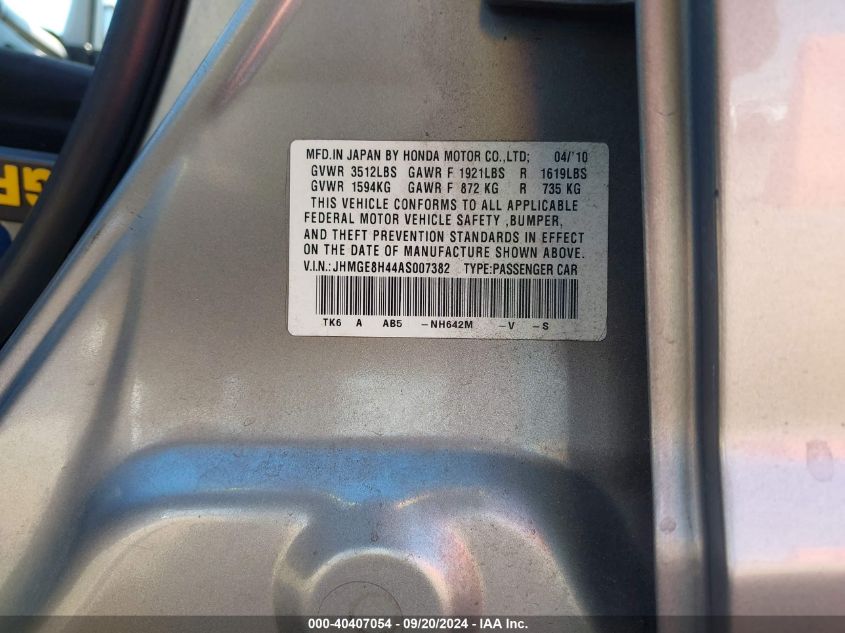 MFD.IN JAPAN BY HONDA MOTOR CO.,LTD; 04/'10
GVWR 3512LBS GAWR F 1921LBS R 1619LBS
GVWR 1594KG GAWR F 872 KG R 735 KG
THIS VEHICLE CONFORMS TO ALL APPLICABLE
FEDERAL MOTOR VEHICLE SAFETY ,BUMPER,
AND THEFT PREVENTION STANDARDS IN EFFECT
ON THE DATE OF MANUFACTURE SHOWN ABOVE.
V.I.N.:JHMGE8H44AS007382 TYPE:PASSENGER CAR
TK6 A AB5 -NH642M -V -S
000-40407054 - 09/20/2024 - IAA Inc.